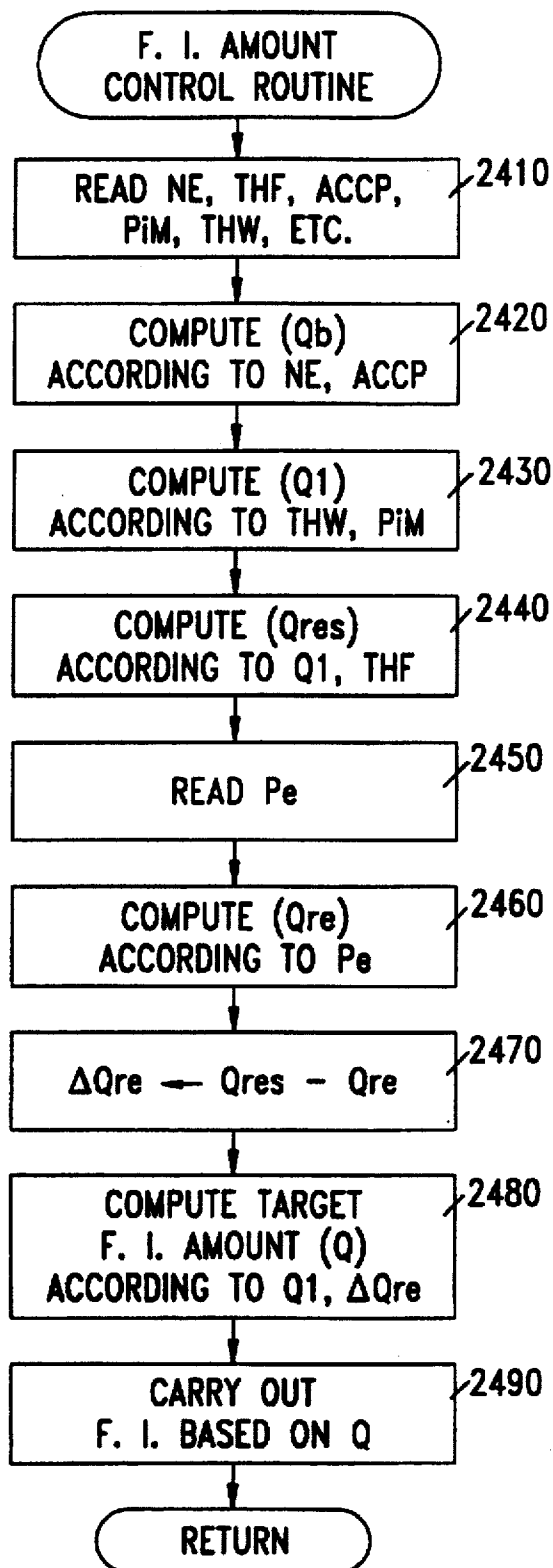 F. I. AMOUNT
CONTROL ROUTINE
READ NE, THF, ACCP,
PiM, THW, ETC.
2410
COMPUTE (Qb)
ACCORDING TO NE, ACCP
2420
COMPUTE (Q1)
ACCORDING TO THW, PiM
2430
COMPUTE (Qres)
ACCORDING TO Q1, THF
2440
READ Pe
2450
COMPUTE (Qre)
ACCORDING TO Pe
2460
ΔQre ← Qres - Qre
2470
COMPUTE TARGET
F. I. AMOUNT (Q)
ACCORDING TO Q1, ΔQre
2480
CARRY OUT
F. I. BASED ON Q
2490
RETURN